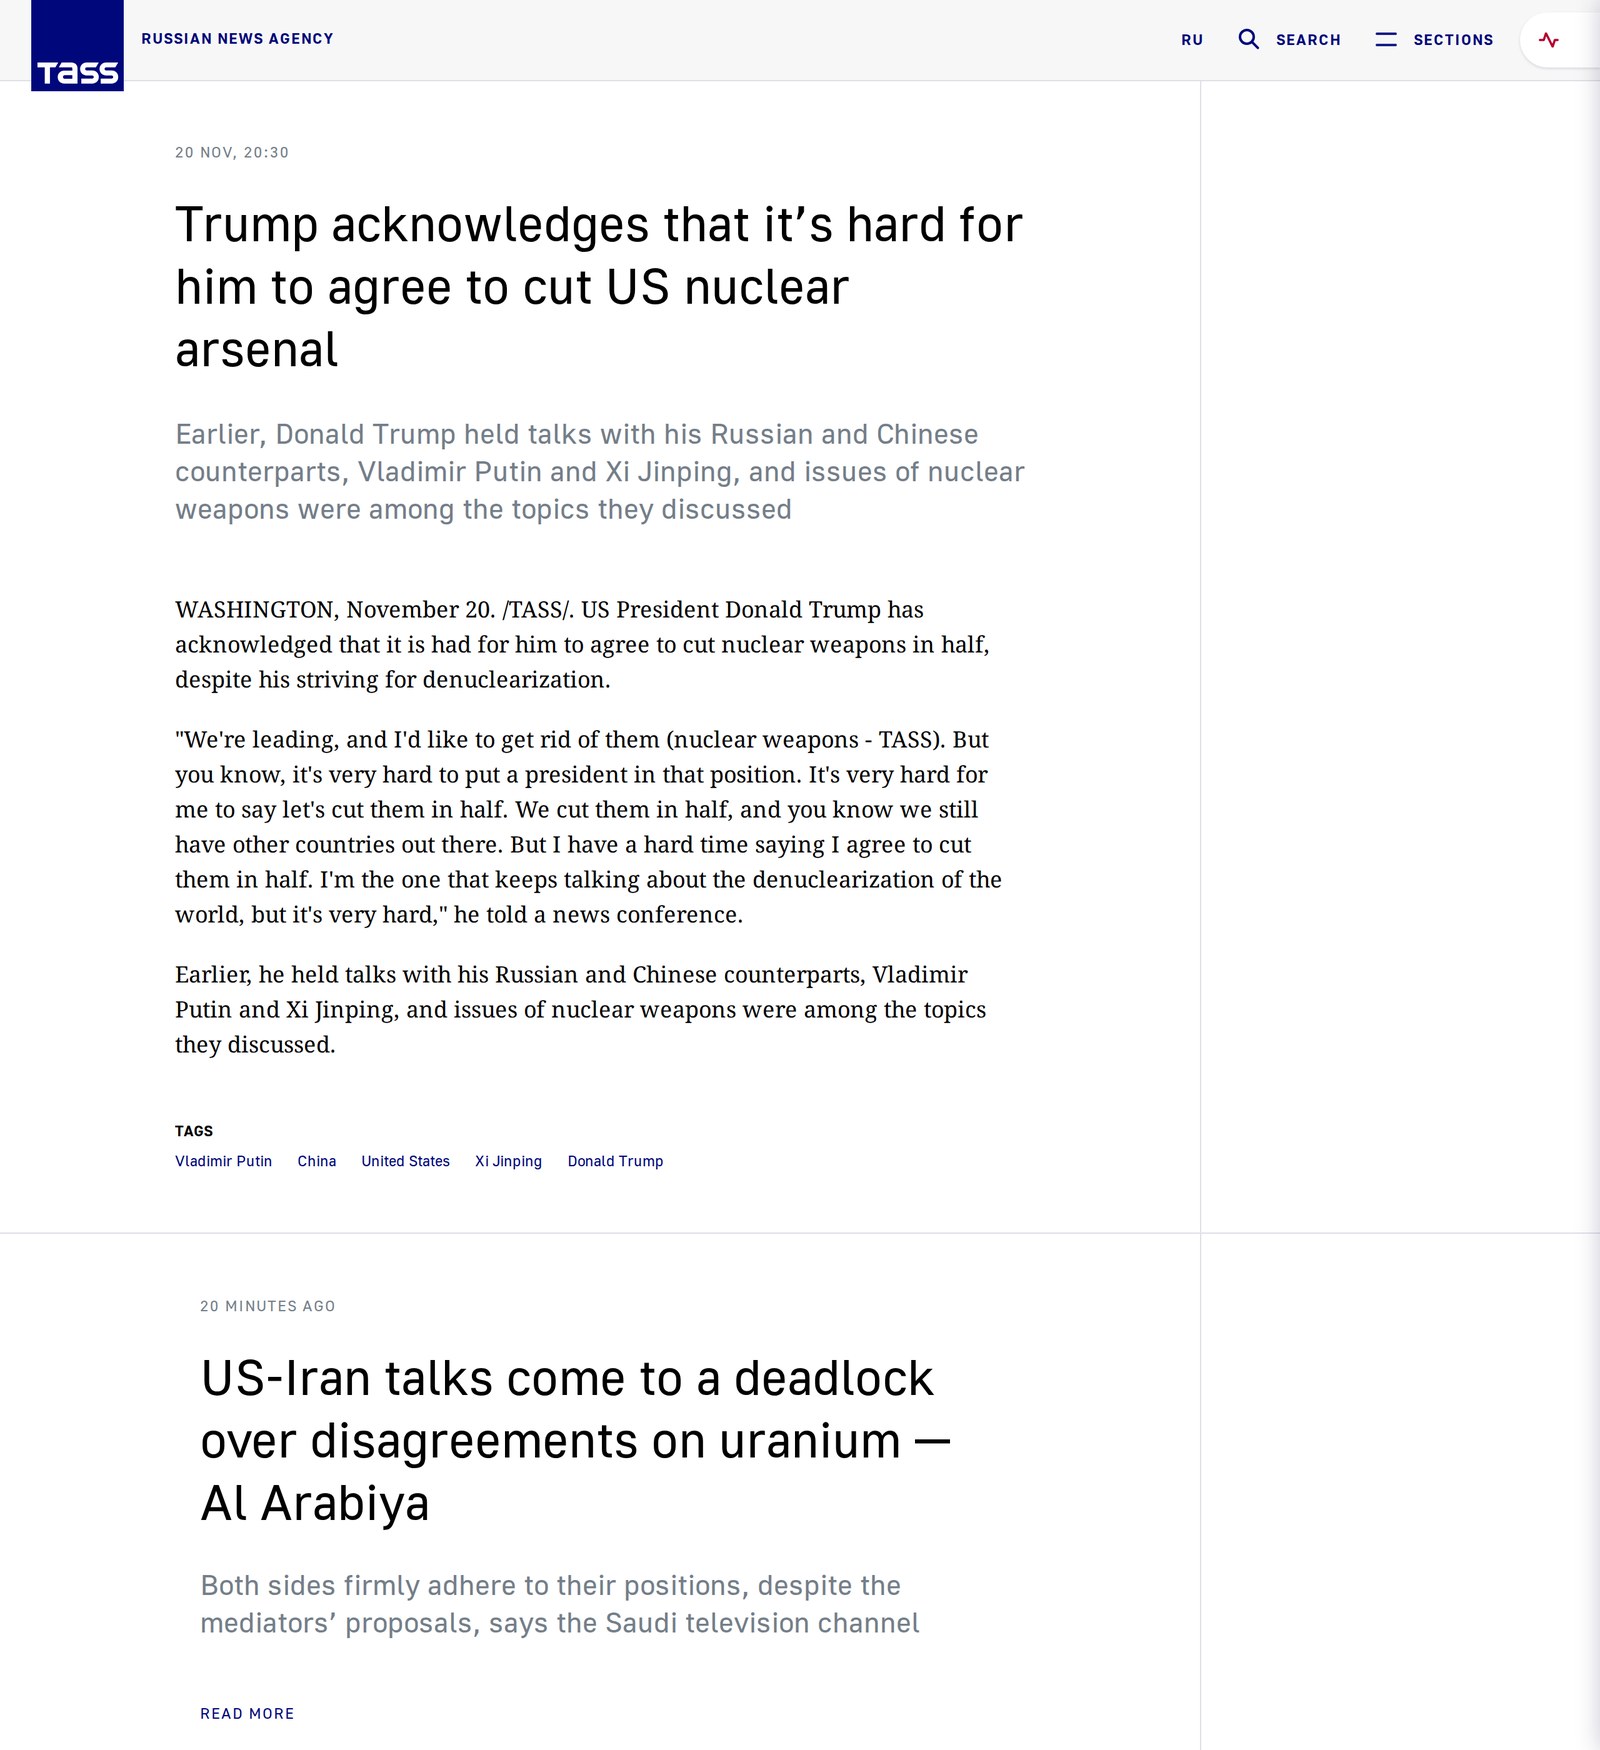 Tass
RUSSIAN NEWS AGENCY
RU
SEARCH
SECTIONS
20 NOV, 20:30
Trump acknowledges that it’s hard for
him to agree to cut US nuclear
arsenal
Earlier, Donald Trump held talks with his Russian and Chinese
counterparts, Vladimir Putin and Xi Jinping, and issues of nuclear
weapons were among the topics they discussed
WASHINGTON, November 20. /TASS/. US President Donald Trump has
acknowledged that it is had for him to agree to cut nuclear weapons in half,
despite his striving for denuclearization.
"We're leading, and I'd like to get rid of them (nuclear weapons - TASS). But
you know, it's very hard to put a president in that position. It's very hard for
me to say let's cut them in half. We cut them in half, and you know we still
have other countries out there. But I have a hard time saying I agree to cut
them in half. I'm the one that keeps talking about the denuclearization of the
world, but it's very hard," he told a news conference.
Earlier, he held talks with his Russian and Chinese counterparts, Vladimir
Putin and Xi Jinping, and issues of nuclear weapons were among the topics
they discussed.
TAGS
Vladimir Putin China United States Xi Jinping Donald Trump
20 MINUTES AGO
US-Iran talks come to a deadlock
over disagreements on uranium —
Al Arabiya
Both sides firmly adhere to their positions, despite the
mediators’ proposals, says the Saudi television channel
READ MORE